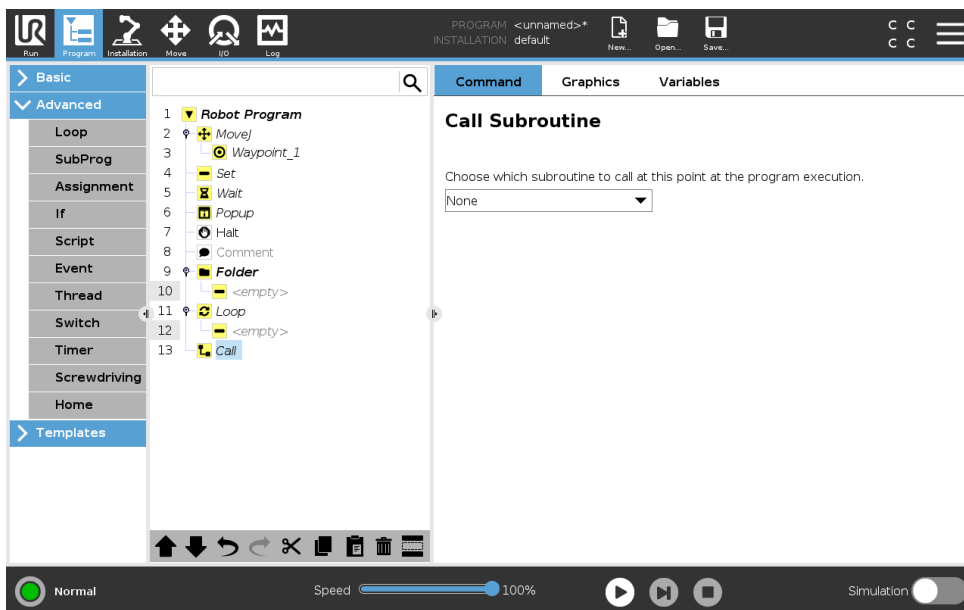 PROGRAM <unnamed>*
INSTALLATION default
C C
C C
Run Program Installation Move I/O Log New... Open... Save...
Basic
Advanced
Loop
SubProg
Assignment
If
Script
Event
Thread
Switch
Timer
Screwdriving
Home
Templates
1 Robot Program
2 MoveJ
3 Waypoint_1
4 Set
5 Wait
6 Popup
7 Halt
8 Comment
9 Folder
10 <empty>
11 Loop
12 <empty>
13 Call
Command Graphics Variables
Call Subroutine
Choose which subroutine to call at this point at the program execution.
None
Normal
Speed 100%
Simulation